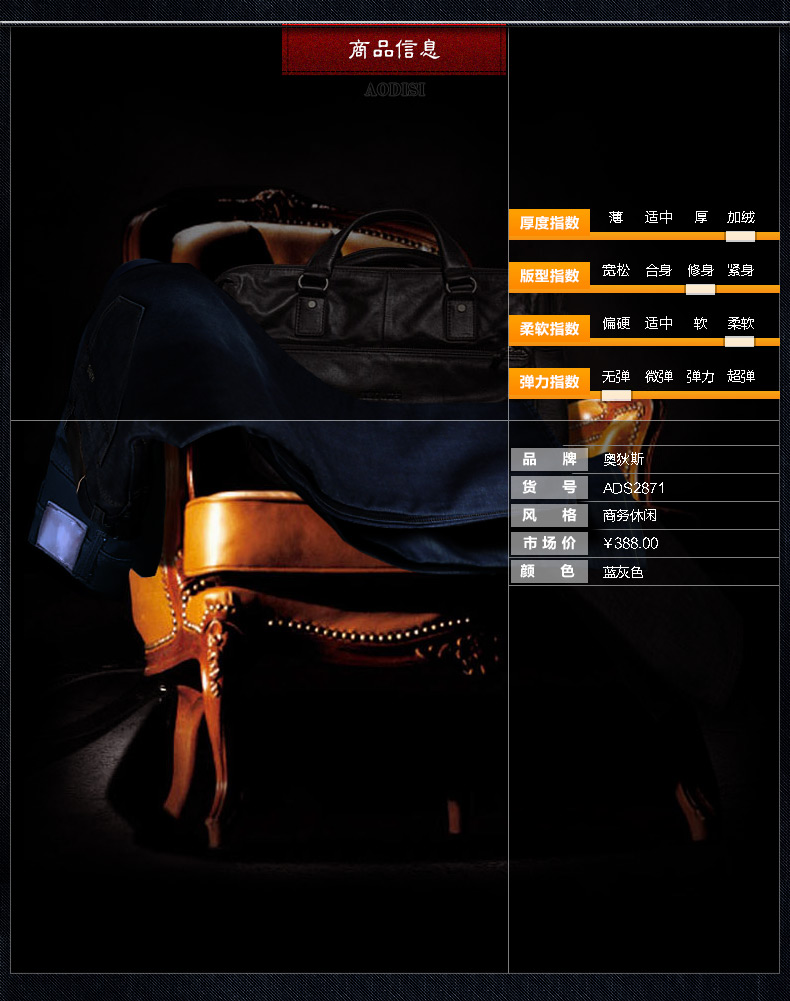 商品信息
AODISI
厚度指数 薄 适中 厚 加绒
版型指数 宽松 合身 修身 紧身
柔软指数 偏硬 适中 软 柔软
弹力指数 无弹 微弹 弹力 超弹
品 牌 奥狄斯
货 号 ADS2871
风 格 商务休闲
市场价 ￥388.00
颜 色 蓝灰色